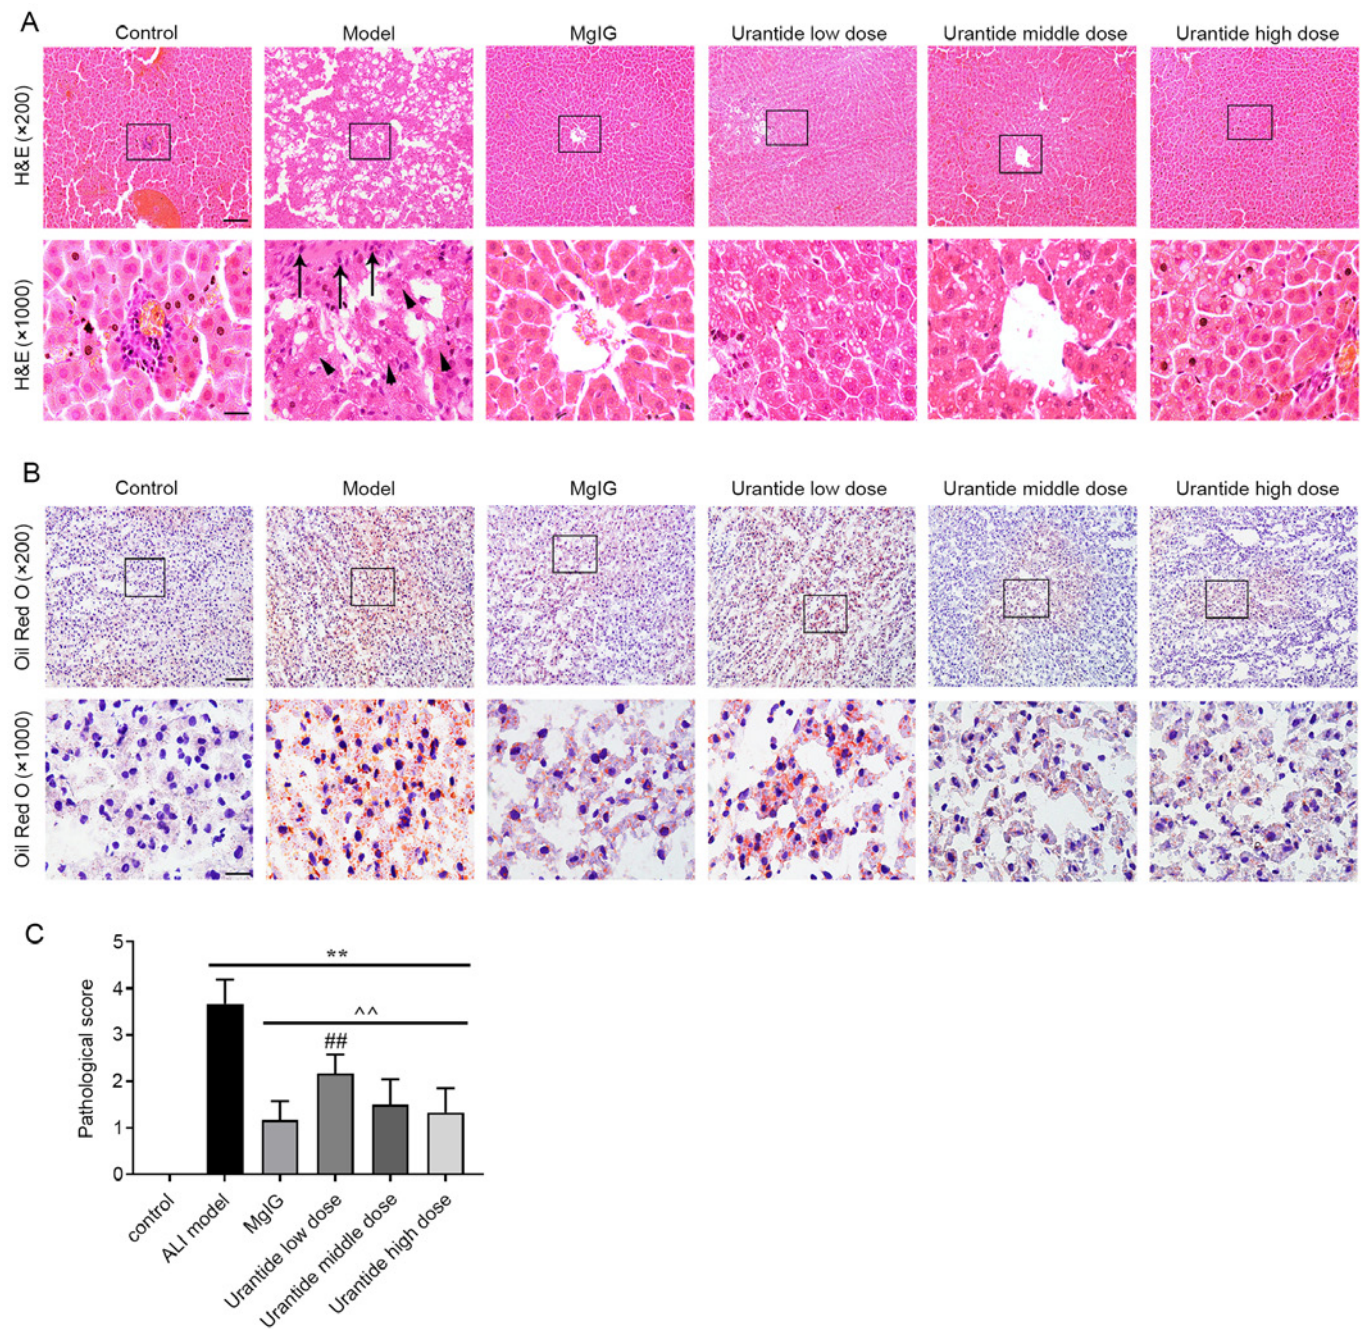 A
Control
Model
MgIG
Urantide low dose
Urantide middle dose
Urantide high dose
H&E (×200)
H&E (×1000)
B
Control
Model
MgIG
Urantide low dose
Urantide middle dose
Urantide high dose
Oil Red O (×200)
Oil Red O (×1000)
C
Pathological score
5
4
3
2
1
0
**
^^
##
control
ALI model
MgIG
Urantide low dose
Urantide middle dose
Urantide high dose